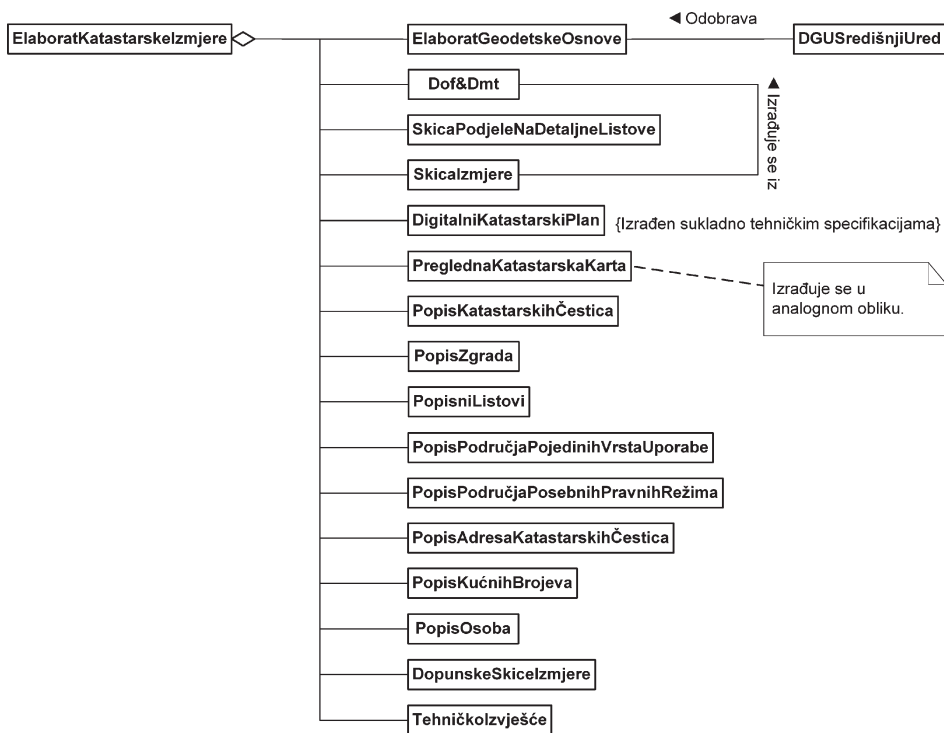 ◀ Odobrava
ElaboratKatastarskeIzmjere
ElaboratGeodetskeOsnove
DGUSredišnjiUred
Dof&Dmt
◀ Izrađuje se iz
SkicaPodjeleNaDetaljneListove
SkicaIzmjere
DigitalniKatastarskiPlan
{Izrađen sukladno tehničkim specifikacijama}
PreglednaKatastarskaKarta
Izrađuje se u
analognom obliku.
PopisKatastarskihČestica
PopisZgrada
PopisniListovi
PopisPodručjaPojedinihVrstaUporabe
PopisPodručjaPosebnihPravnihRežima
PopisAdresaKatastarskihČestica
PopisKućnihBrojeva
PopisOsoba
DopunskeSkiceIzmjere
TehničkoIzvješće